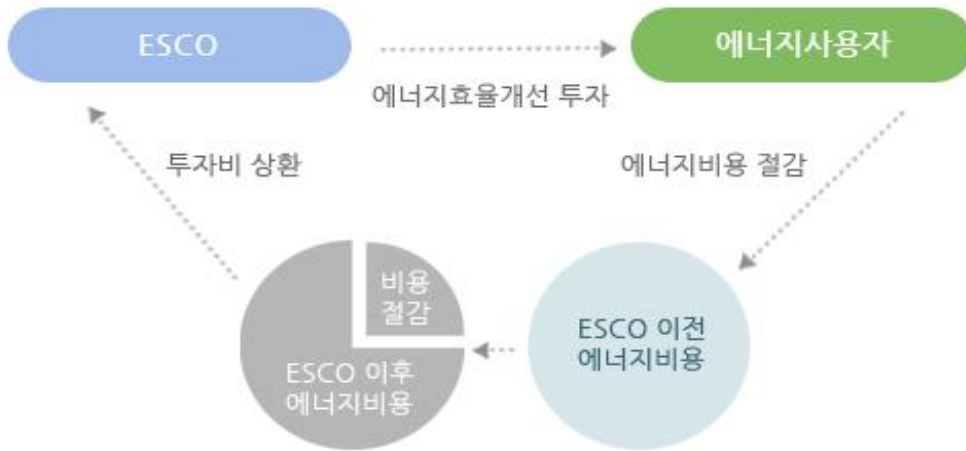 ESCO
에너지사용자
에너지효율개선 투자
투자비 상환
에너지비용 절감
비용
절감
ESCO 이전
에너지비용
ESCO 이후
에너지비용